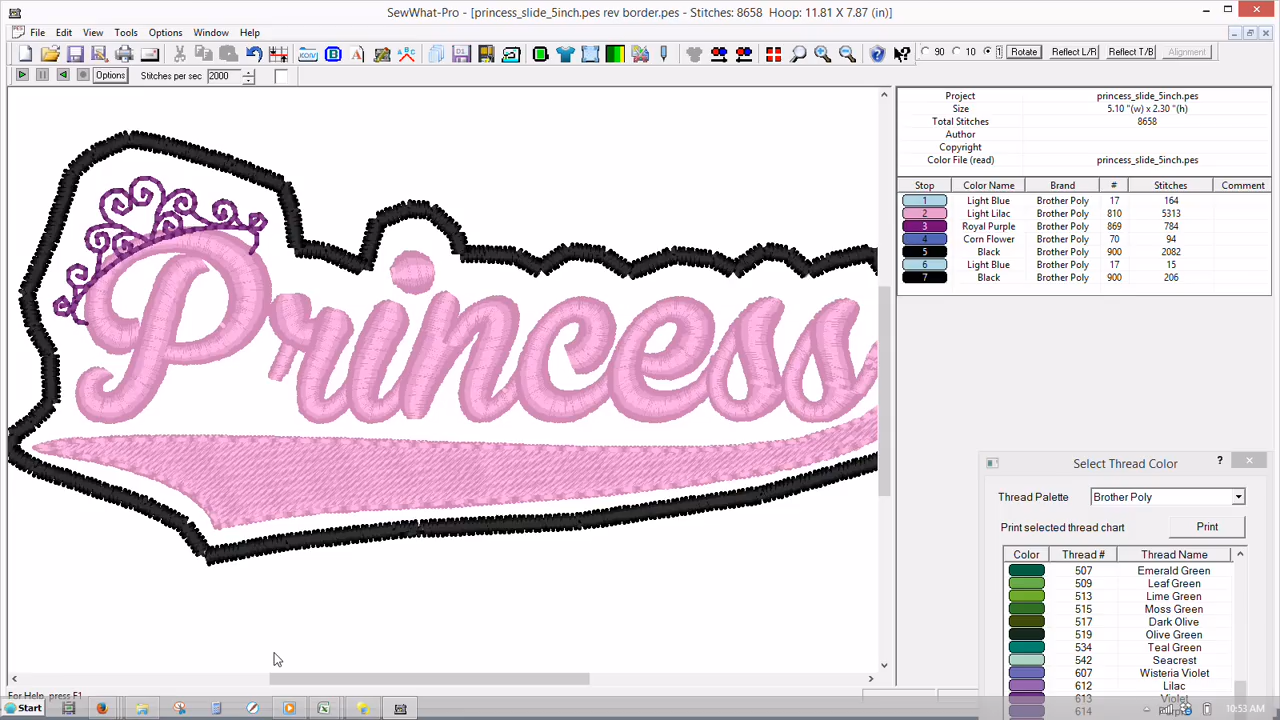 SewWhat-Pro - [princess_slide_5inch.pes rev border.pes - Stitches: 8658 Hoop: 11.81 X 7.87 (in)]
File Edit View Tools Options Window Help
90 10 Rotate Reflect L/R Reflect T/B Alignment
Options Stitches per sec 2000
Project princess_slide_5inch.pes
Size 5.10 "(w) x 2.30 "(h)
Total Stitches 8658
Author
Copyright
Color File (read) princess_slide_5inch.pes
Stop Color Name Brand # Stitches Comment
1 Light Blue Brother Poly 17 164
2 Light Lilac Brother Poly 810 5313
3 Royal Purple Brother Poly 869 784
4 Corn Flower Brother Poly 70 94
5 Black Brother Poly 900 2082
6 Light Blue Brother Poly 17 15
7 Black Brother Poly 900 206
Princess
Select Thread Color
Thread Palette Brother Poly
Print selected thread chart Print
Color Thread # Thread Name
507 Emerald Green
509 Leaf Green
513 Lime Green
515 Moss Green
517 Dark Olive
519 Olive Green
534 Teal Green
542 Seacrest
607 Wisteria Violet
612 Lilac
613 Violet
614
For Help, press F1
Start 10:53 AM